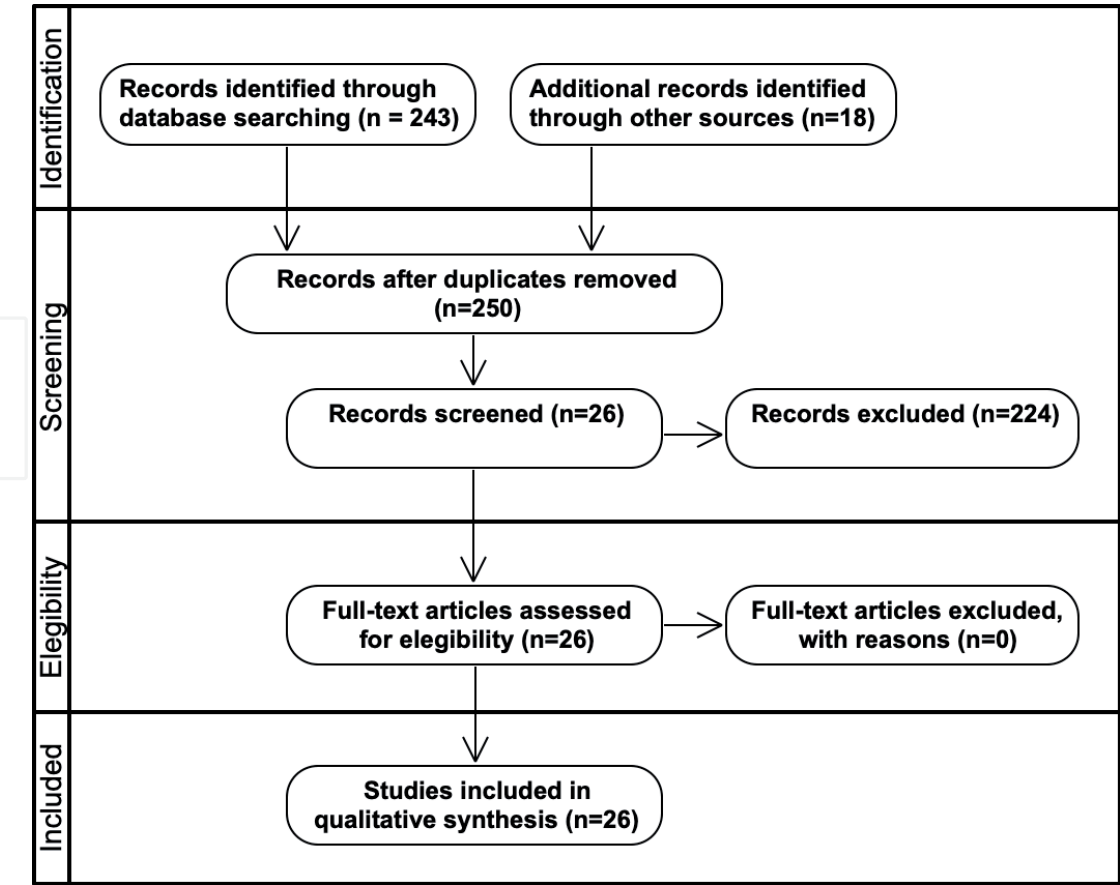 Identification
Records identified through
database searching (n = 243)
Additional records identified
through other sources (n=18)
Screening
Records after duplicates removed
(n=250)
Records screened (n=26)
Records excluded (n=224)
Elegibility
Full-text articles assessed
for elegibility (n=26)
Full-text articles excluded,
with reasons (n=0)
Included
Studies included in
qualitative synthesis (n=26)